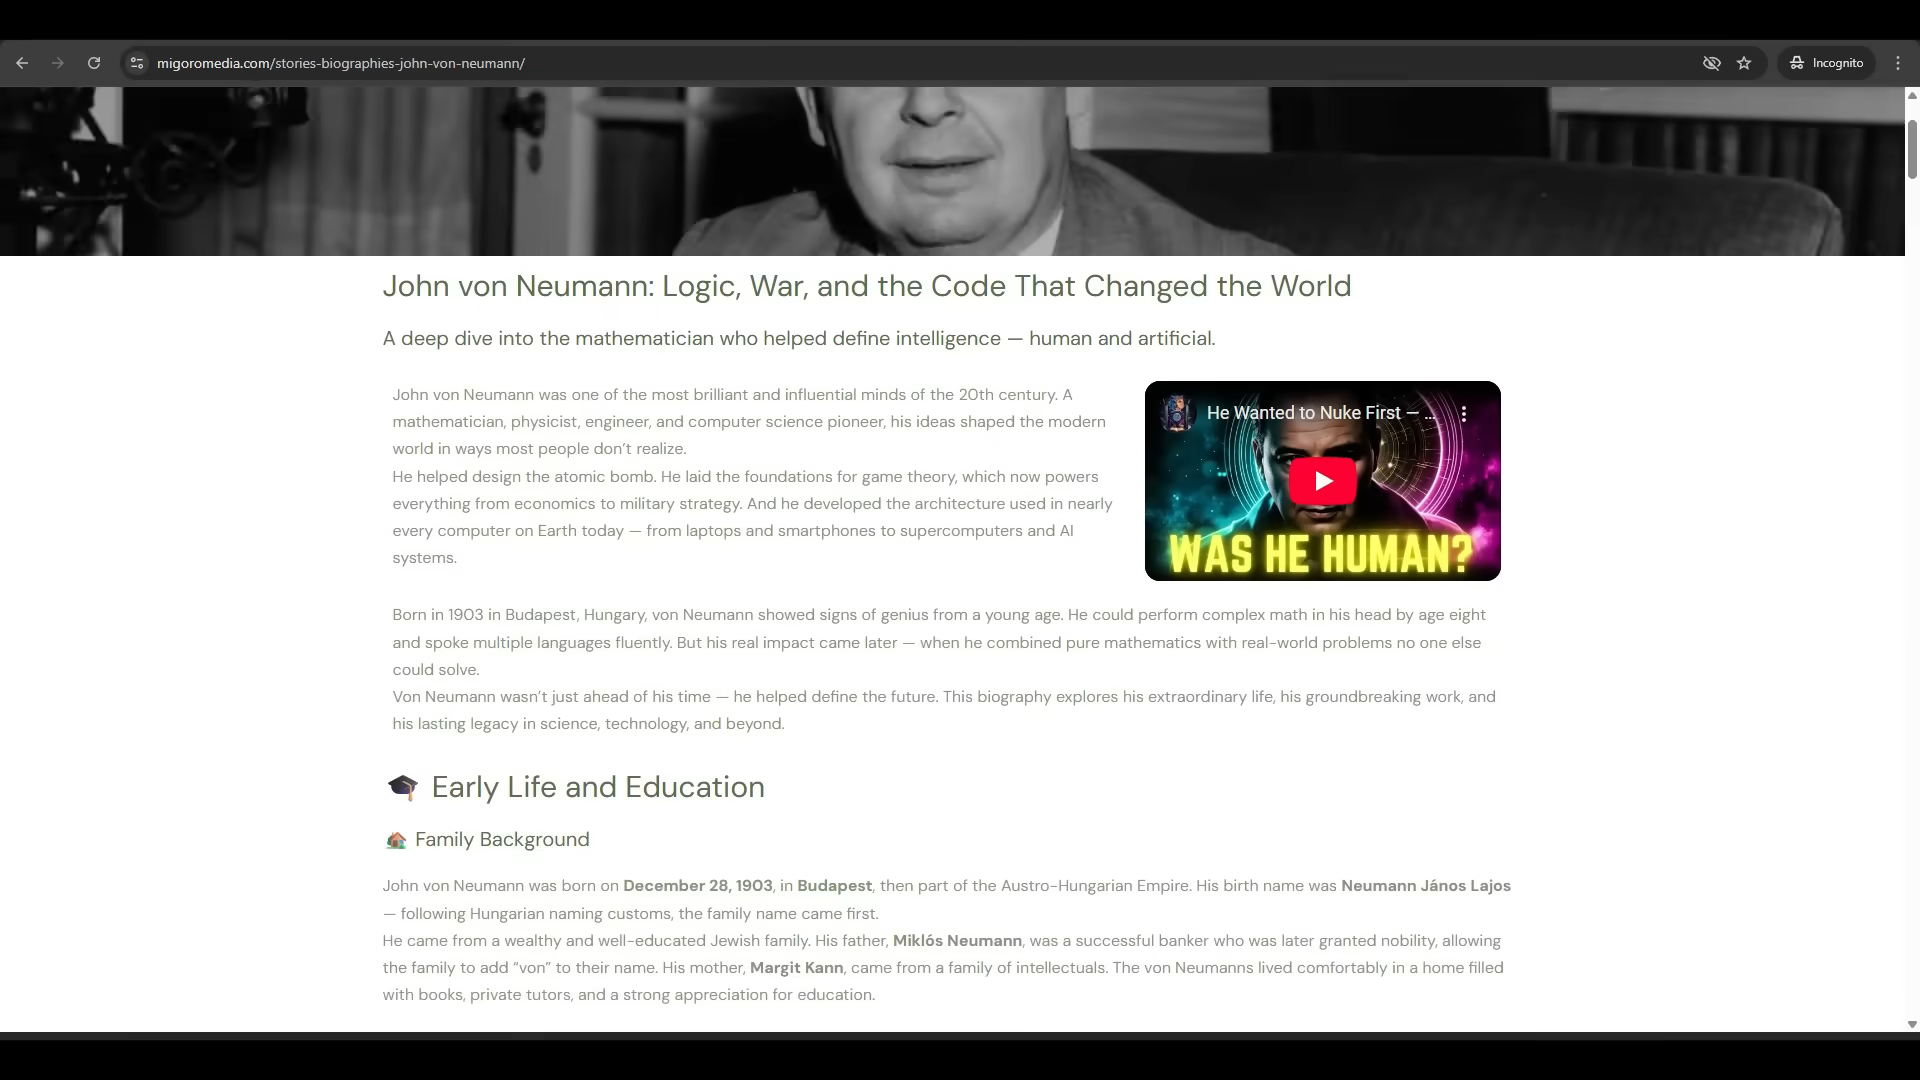 migoromedia.com/stories-biographies-john-von-neumann/
Incognito
John von Neumann: Logic, War, and the Code That Changed the World
A deep dive into the mathematician who helped define intelligence — human and artificial.
John von Neumann was one of the most brilliant and influential minds of the 20th century. A
mathematician, physicist, engineer, and computer science pioneer, his ideas shaped the modern
world in ways most people don’t realize.
He helped design the atomic bomb. He laid the foundations for game theory, which now powers
everything from economics to military strategy. And he developed the architecture used in nearly
every computer on Earth today — from laptops and smartphones to supercomputers and AI
systems.
He Wanted to Nuke First — ...
WAS HE HUMAN?
Born in 1903 in Budapest, Hungary, von Neumann showed signs of genius from a young age. He could perform complex math in his head by age eight
and spoke multiple languages fluently. But his real impact came later — when he combined pure mathematics with real-world problems no one else
could solve.
Von Neumann wasn’t just ahead of his time — he helped define the future. This biography explores his extraordinary life, his groundbreaking work, and
his lasting legacy in science, technology, and beyond.
Early Life and Education
Family Background
John von Neumann was born on December 28, 1903, in Budapest, then part of the Austro-Hungarian Empire. His birth name was Neumann János Lajos
— following Hungarian naming customs, the family name came first.
He came from a wealthy and well-educated Jewish family. His father, Miklós Neumann, was a successful banker who was later granted nobility, allowing
the family to add “von” to their name. His mother, Margit Kann, came from a family of intellectuals. The von Neumanns lived comfortably in a home filled
with books, private tutors, and a strong appreciation for education.